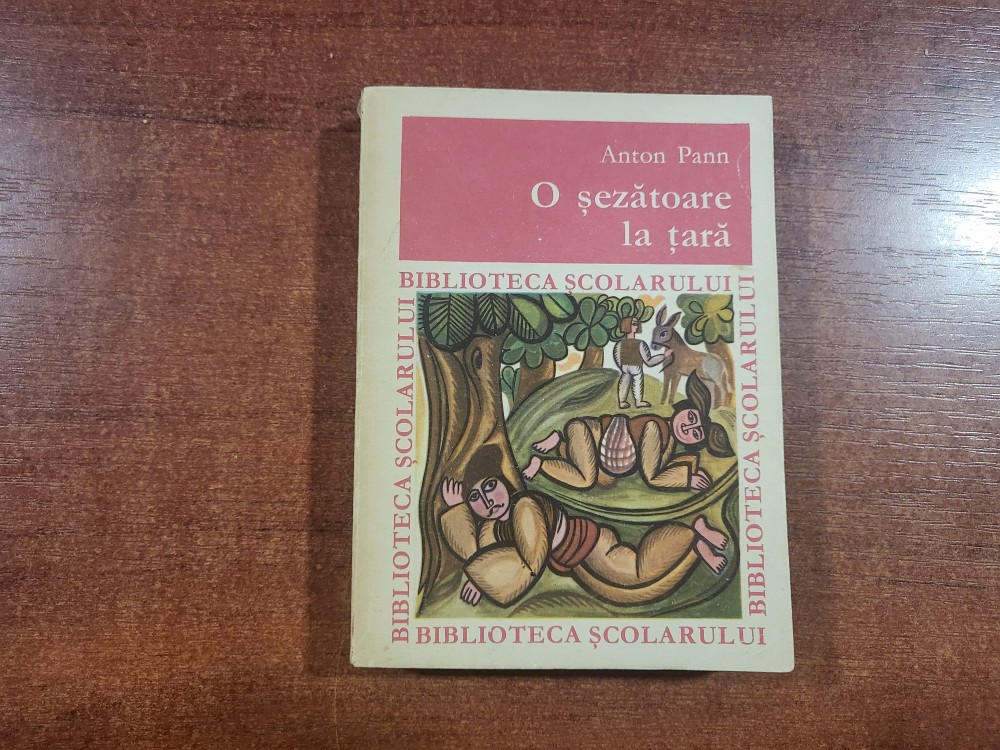 Anton Pann
O șezătoare
la țară
BIBLIOTECA ȘCOLARULUI
BIBLIOTECA ȘCOLARULUI
BIBLIOTECA ȘCOLARULUI
BIBLIOTECA ȘCOLARULUI